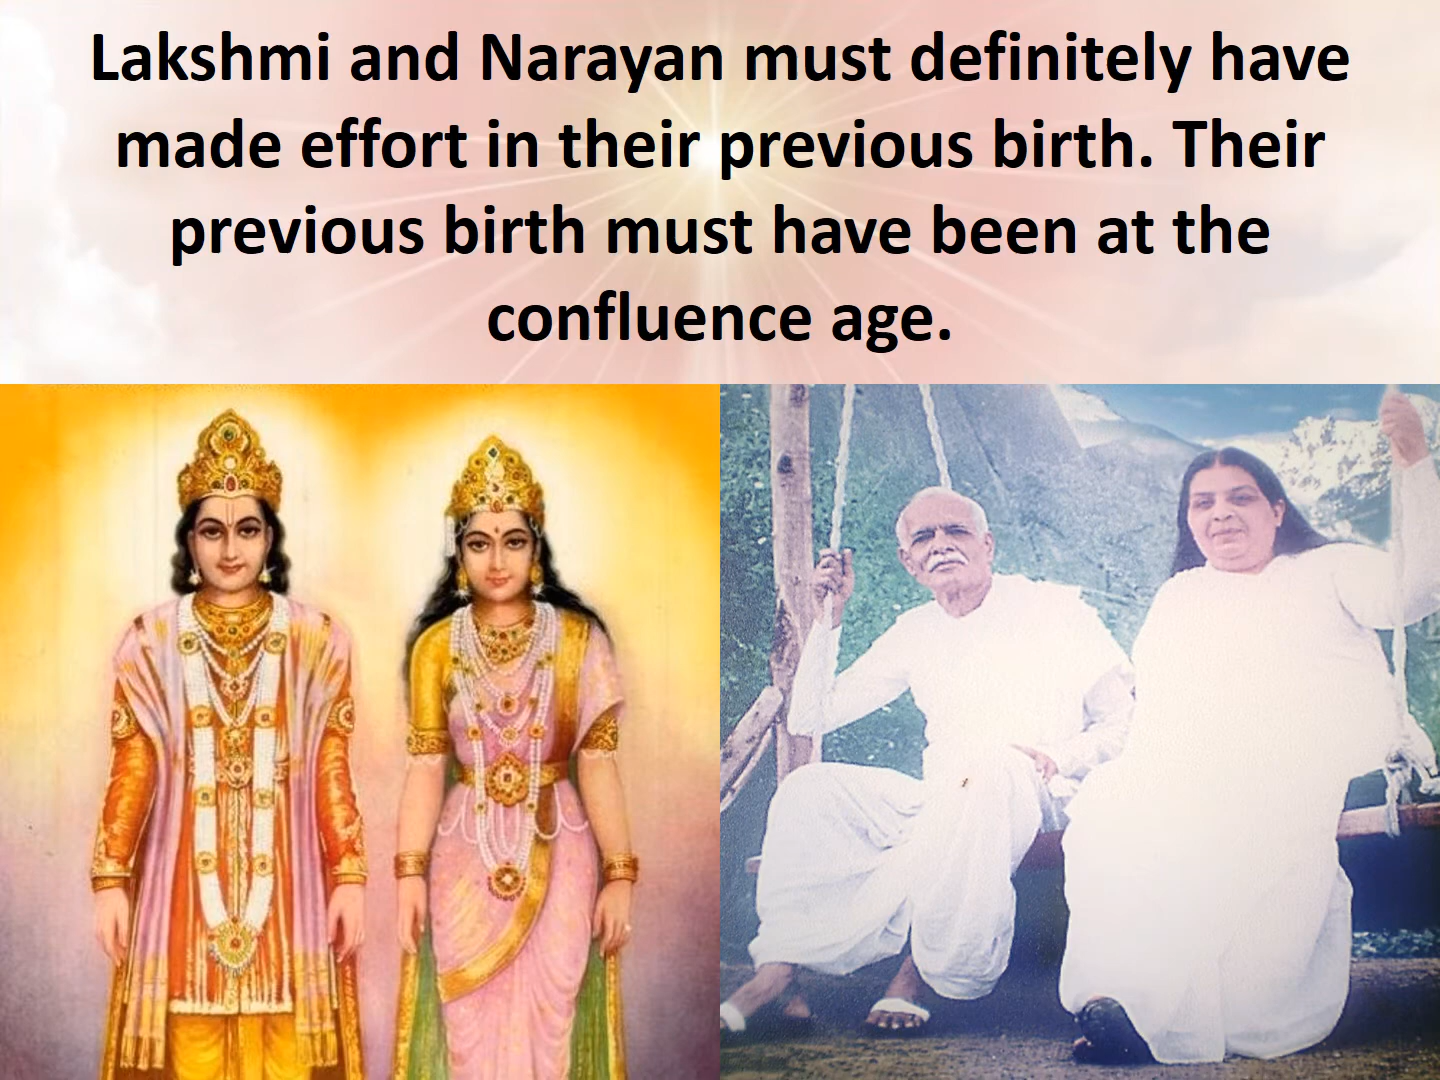 Lakshmi and Narayan must definitely have
made effort in their previous birth. Their
previous birth must have been at the
confluence age.